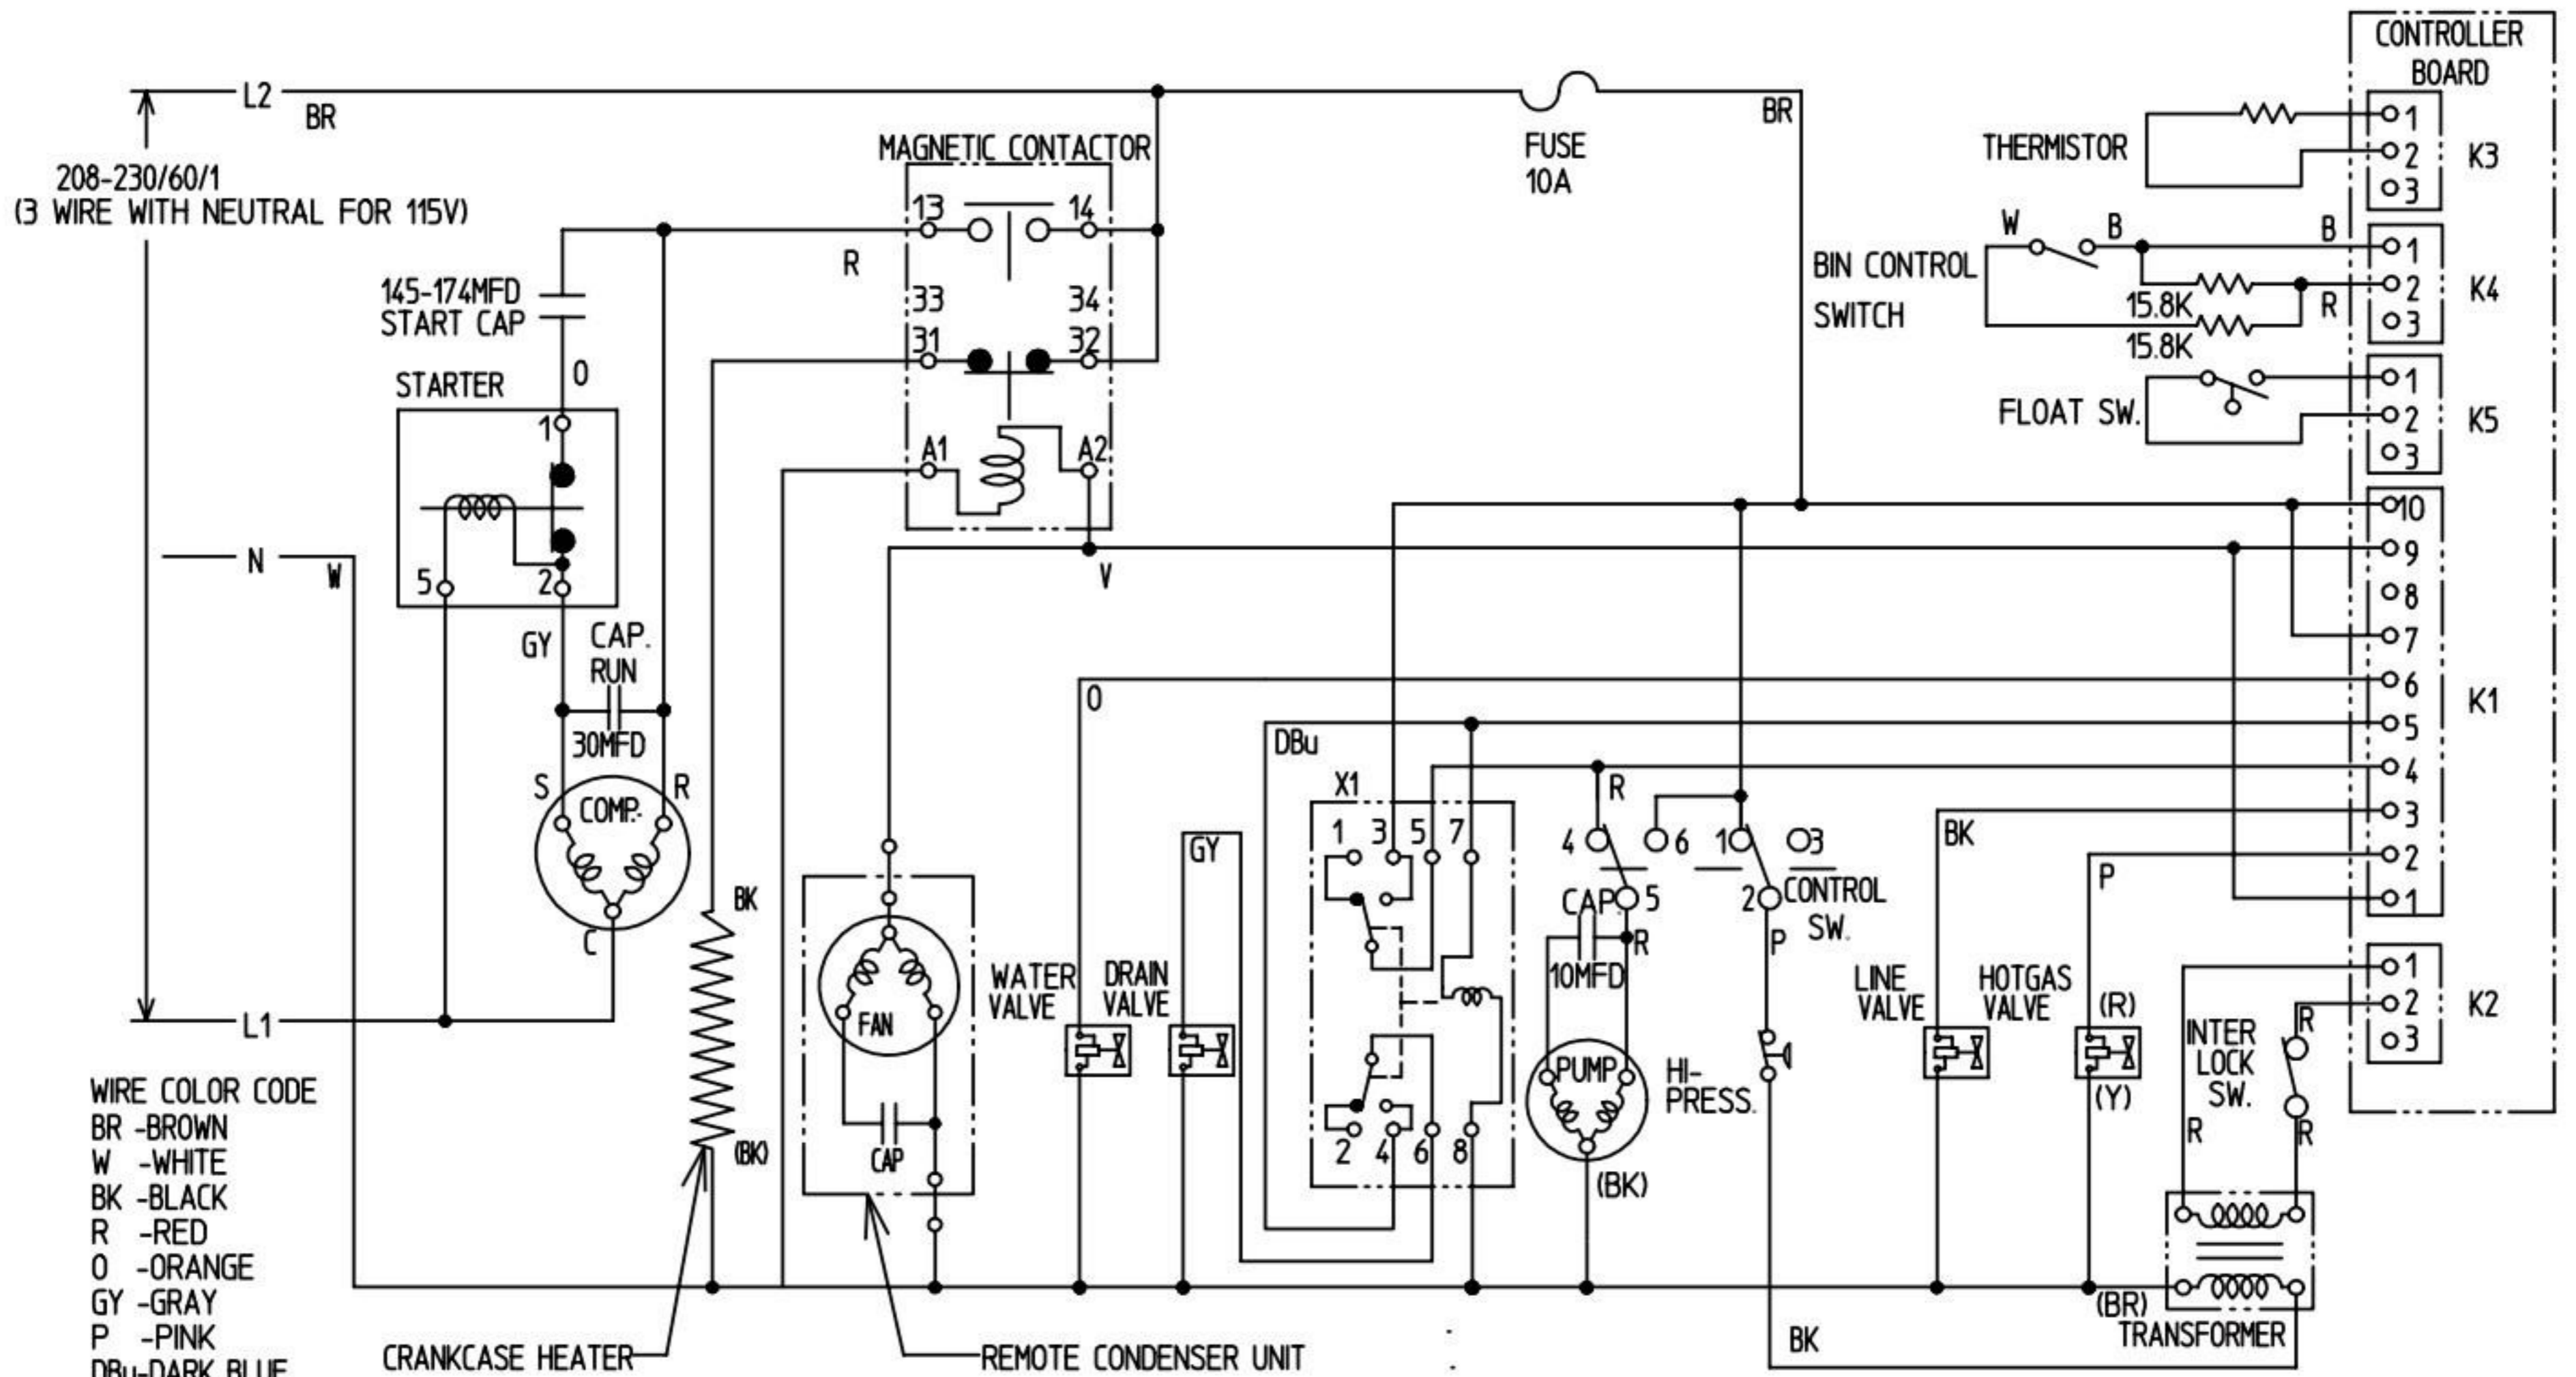 CONTROLLER
BOARD
L2
BR
BR
FUSE
10A
208-230/60/1
(3 WIRE WITH NEUTRAL FOR 115V)
MAGNETIC CONTACTOR
13
14
R
33
34
31
32
A1
A2
V
145-174MFD
START CAP
O
STARTER
1
5
2
N
W
GY
CAP.
RUN
30MFD
S
R
COMP.
C
L1
BK
(BK)
FAN
CAP
WATER
VALVE
O
DRAIN
VALVE
GY
DBu
X1
1 3 5 7
2 4 6 8
R
4
6
1
3
5
2
CONTROL
SW.
CAP.
R
10MFD
PUMP
(BK)
P
HI-
PRESS.
BK
THERMISTOR
1
2
3
K3
BIN CONTROL
SWITCH
W
B
B
15.8K
R
15.8K
1
2
3
K4
FLOAT SW.
1
2
3
K5
10
9
8
7
6
5
4
3
2
1
K1
BK
P
LINE
VALVE
HOTGAS
VALVE
(R)
(Y)
INTER
LOCK
SW.
R
R
R
1
2
3
K2
(BR)
TRANSFORMER
WIRE COLOR CODE
BR -BROWN
W -WHITE
BK -BLACK
R -RED
O -ORANGE
GY -GRAY
P -PINK
DBu-DARK BLUE
CRANKCASE HEATER
REMOTE CONDENSER UNIT